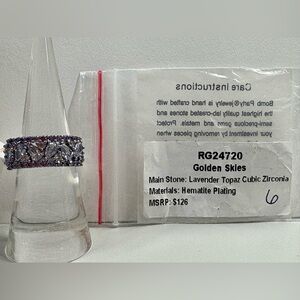 Care Instructions
Bomb Party® jewelry is hand crafted with
the highest quality lab-created stones and
semi-precious gems and metals. Protect
your investment by removing pieces when
RG24720
Golden Skies
Main Stone: Lavender Topaz Cubic Zirconia
Materials: Hematite Plating
MSRP: $126
6